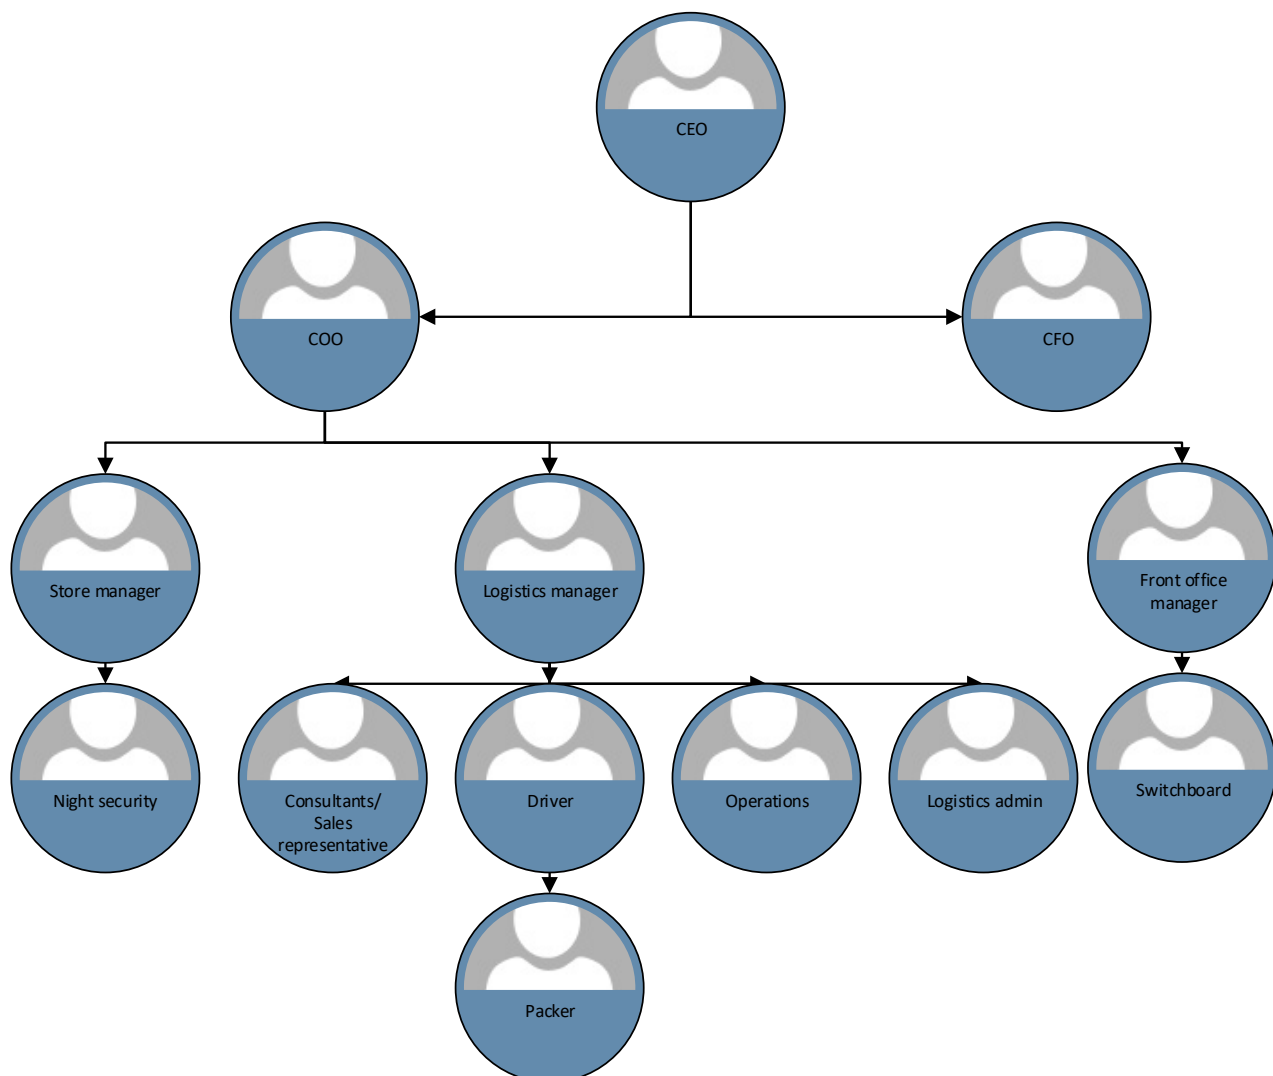 CEO
COO
CFO
Store manager
Logistics manager
Front office
manager
Night security
Consultants/
Sales
representative
Driver
Operations
Logistics admin
Switchboard
Packer